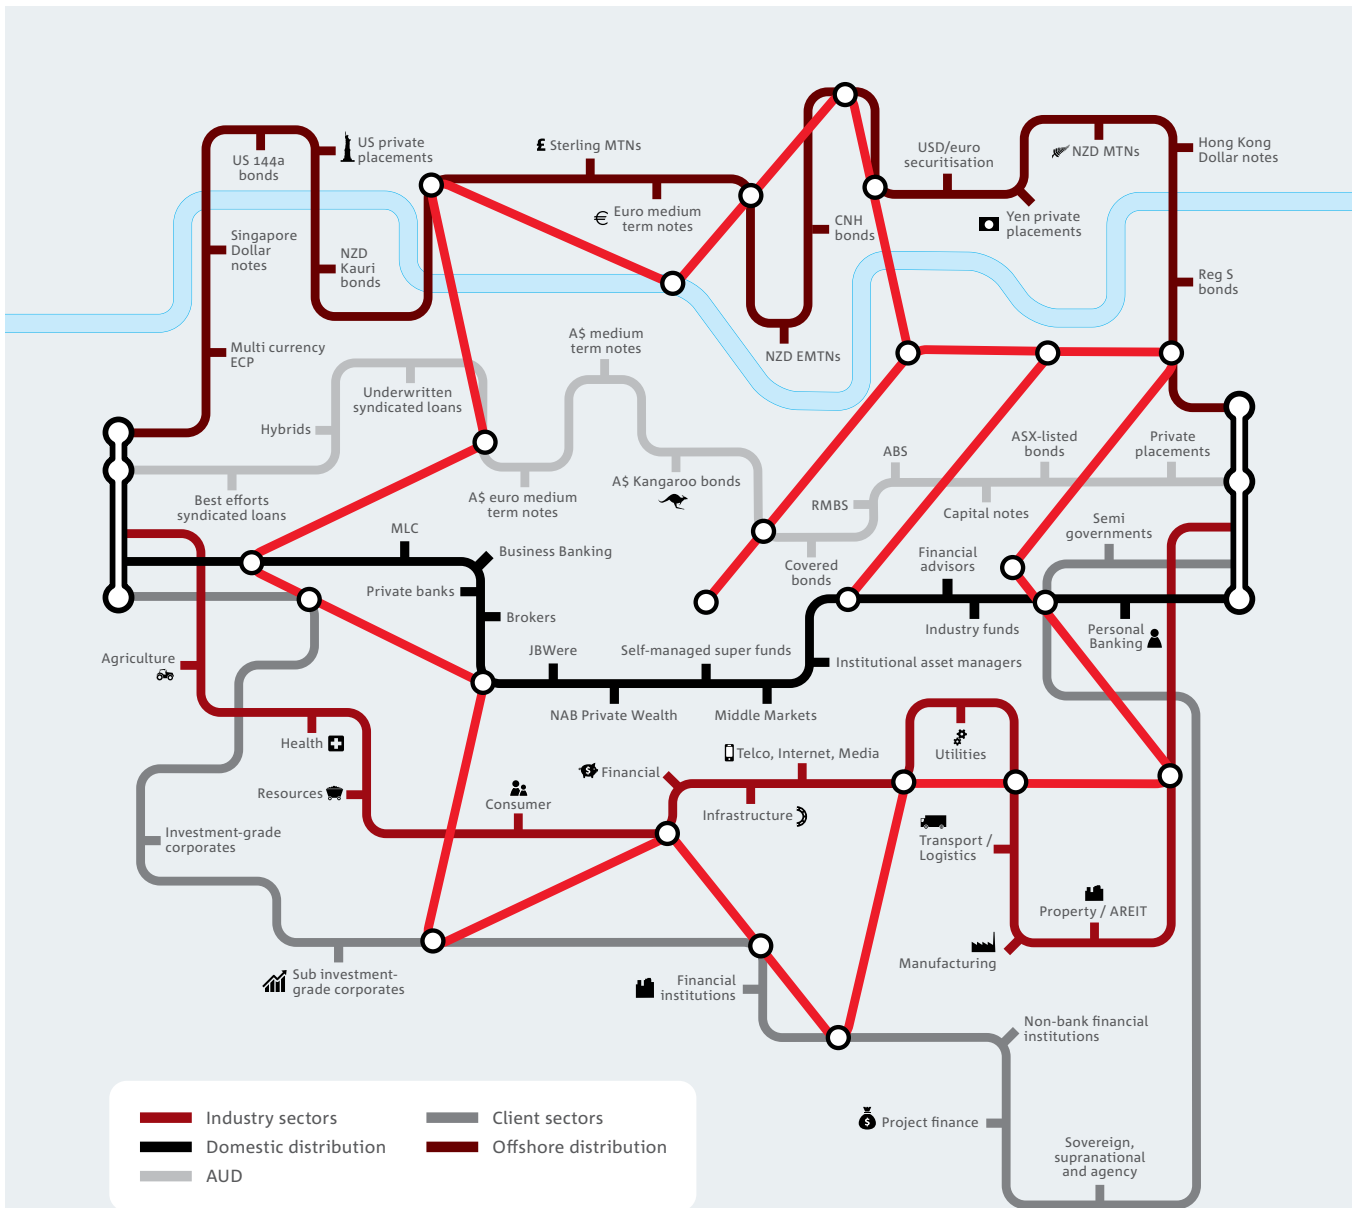 US 144a
bonds
US private
placements
£ Sterling MTNs
USD/euro
securitisation
NZD MTNs
Hong Kong
Dollar notes
Singapore
Dollar
notes
NZD
Kauri
bonds
€ Euro medium
term notes
CNH
bonds
Yen private
placements
Reg S
bonds
Multi currency
ECP
A$ medium
term notes
NZD EMTNs
Underwritten
syndicated loans
Hybrids
Best efforts
syndicated loans
A$ euro medium
term notes
A$ Kangaroo bonds
RMBS
ABS
ASX-listed
bonds
Private
placements
Capital notes
Semi
governments
MLC
Business Banking
Covered
bonds
Financial
advisors
Private banks
Brokers
Industry funds
Personal
Banking
Agriculture
JBWere
Self-managed super funds
Institutional asset managers
NAB Private Wealth
Middle Markets
Health
Telco, Internet, Media
Utilities
$ Financial
Resources
Consumer
Infrastructure
Investment-grade
corporates
Transport /
Logistics
Property / AREIT
Manufacturing
Sub investment-
grade corporates
Financial
institutions
Non-bank financial
institutions
$ Project finance
Sovereign,
supranational
and agency
Industry sectors
Client sectors
Domestic distribution
Offshore distribution
AUD